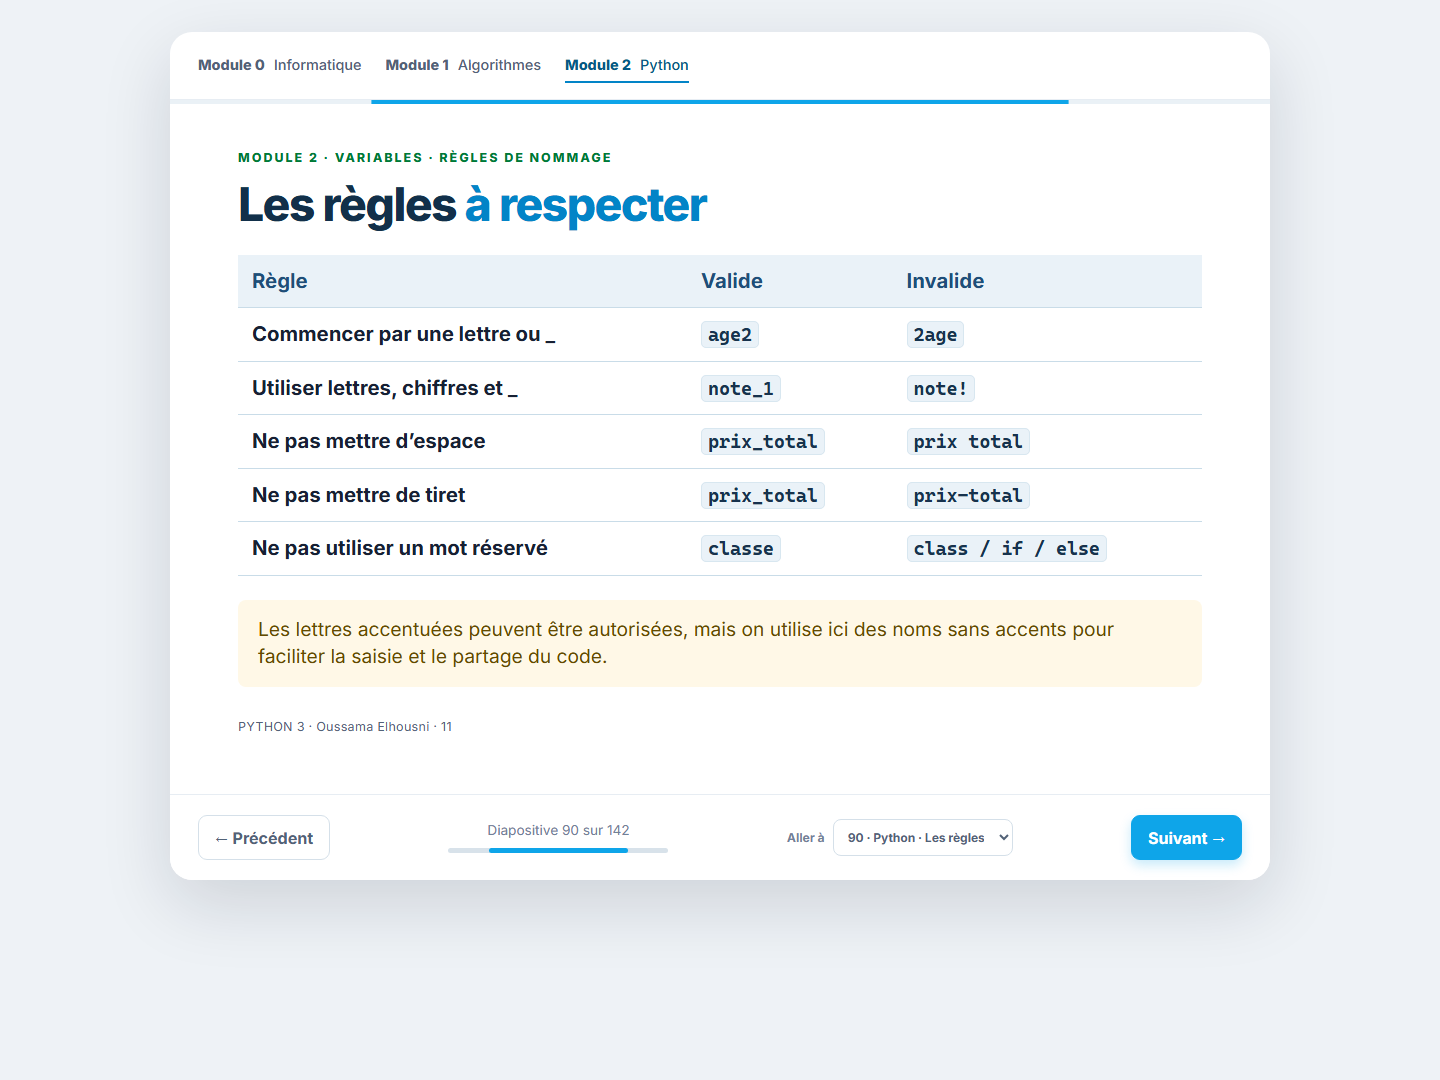 Module 0 Informatique Module 1 Algorithmes Module 2 Python
MODULE 2 · VARIABLES · RÈGLES DE NOMMAGE
Les règles à respecter
Règle Valide Invalide
Commencer par une lettre ou _ age2 2age
Utiliser lettres, chiffres et _ note_1 note!
Ne pas mettre d’espace prix_total prix total
Ne pas mettre de tiret prix_total prix-total
Ne pas utiliser un mot réservé classe class / if / else
Les lettres accentuées peuvent être autorisées, mais on utilise ici des noms sans accents pour
faciliter la saisie et le partage du code.
PYTHON 3 · Oussama Elhousni · 11
← Précédent Diapositive 90 sur 142 Aller à 90 · Python · Les règles Suivant →